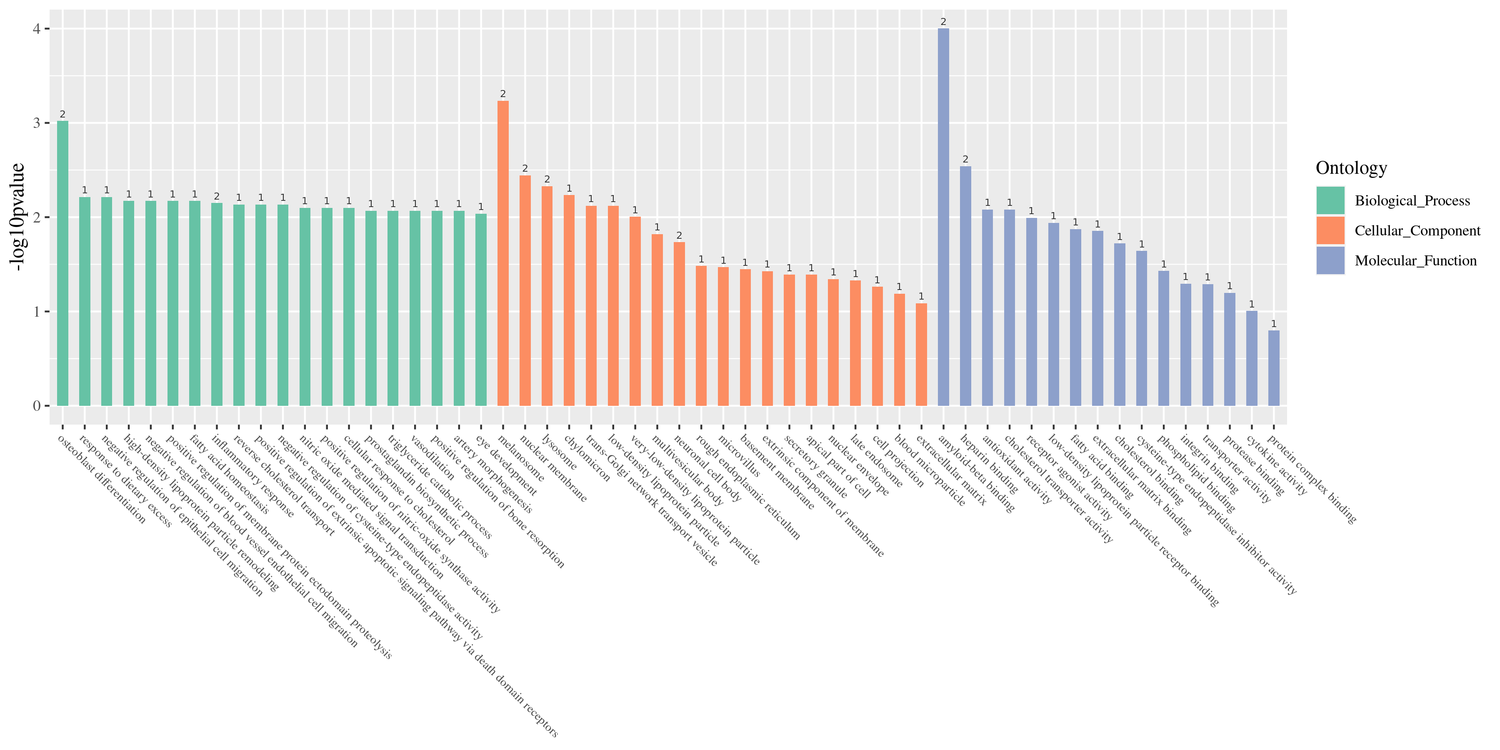 -log10pvalue
4
3
2
1
0
2 1 1 1 1 1 1 2 1 1 1 1 1 1 1 1 1 1 1 1 2 2 2 1 1 1 1 1 2 1 1 1 1 1 1 1 1 1 1 1 2 2 1 1 1 1 1 1 1 1 1 1 1 1 1 1
osteoblast differentiation
response to dietary excess
negative regulation of epithelial cell migration
high-density lipoprotein particle remodeling
negative regulation of blood vessel endothelial cell migration
positive regulation of membrane protein ectodomain proteolysis
fatty acid homeostasis
inflammatory response
reverse cholesterol transport
positive regulation of extrinsic apoptotic signaling pathway via death domain receptors
negative regulation of cysteine-type endopeptidase activity
nitric oxide mediated signal transduction
positive regulation of nitric-oxide synthase activity
cellular response to cholesterol
prostaglandin biosynthetic process
triglyceride catabolic process
vasodilation
positive regulation of bone resorption
artery morphogenesis
eye development
melanosome
nuclear membrane
lysosome
chylomicron
trans-Golgi network transport vesicle
low-density lipoprotein particle
very-low-density lipoprotein particle
multivesicular body
neuronal cell body
rough endoplasmic reticulum
microvillus
basement membrane
extrinsic component of membrane
secretory granule
apical part of cell
nuclear envelope
late endosome
cell projection
blood microparticle
extracellular matrix
amyloid-beta binding
heparin binding
antioxidant activity
cholesterol transporter activity
receptor agonist activity
low-density lipoprotein particle receptor binding
fatty acid binding
extracellular matrix binding
cholesterol binding
cysteine-type endopeptidase inhibitor activity
phospholipid binding
integrin binding
transporter activity
protease binding
cytokine activity
protein complex binding
Ontology
Biological_Process
Cellular_Component
Molecular_Function